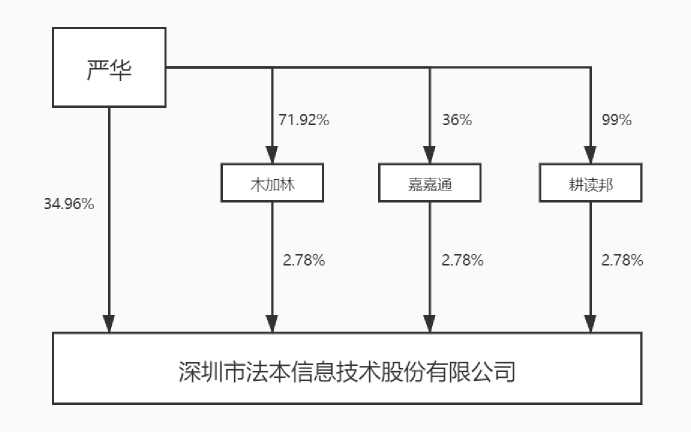 严华
71.92%
36%
99%
木加林
嘉嘉通
耕读邦
34.96%
2.78%
2.78%
2.78%
深圳市法本信息技术股份有限公司